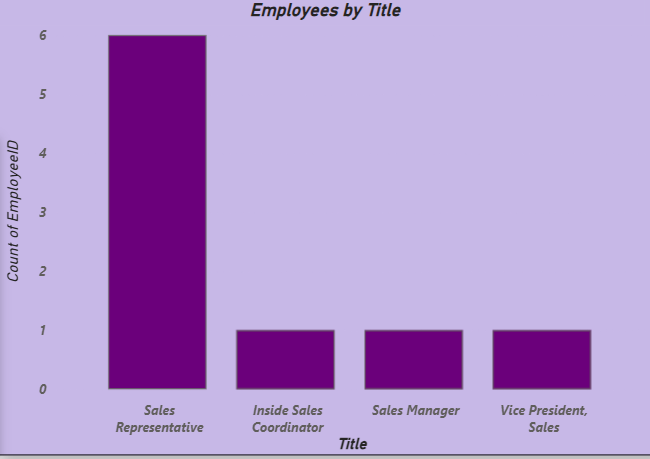 Employees by Title
6
5
4
3
2
1
0
Count of EmployeeID
Sales
Representative
Inside Sales
Coordinator
Sales Manager
Vice President,
Sales
Title